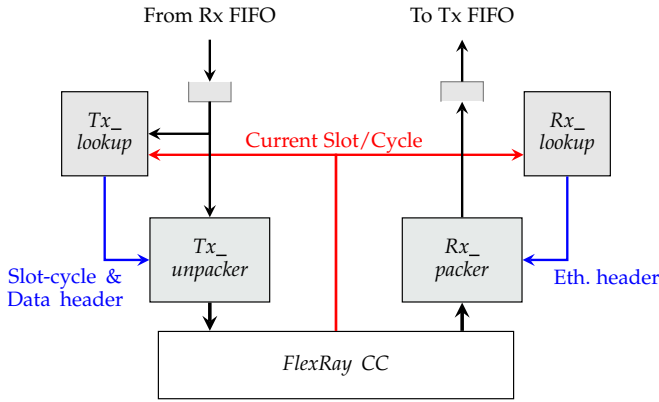 From Rx FIFO
To Tx FIFO
Tx_
lookup
Current Slot/Cycle
Rx_
lookup
Tx_
unpacker
Rx_
packer
Slot-cycle &
Data header
Eth. header
FlexRay CC